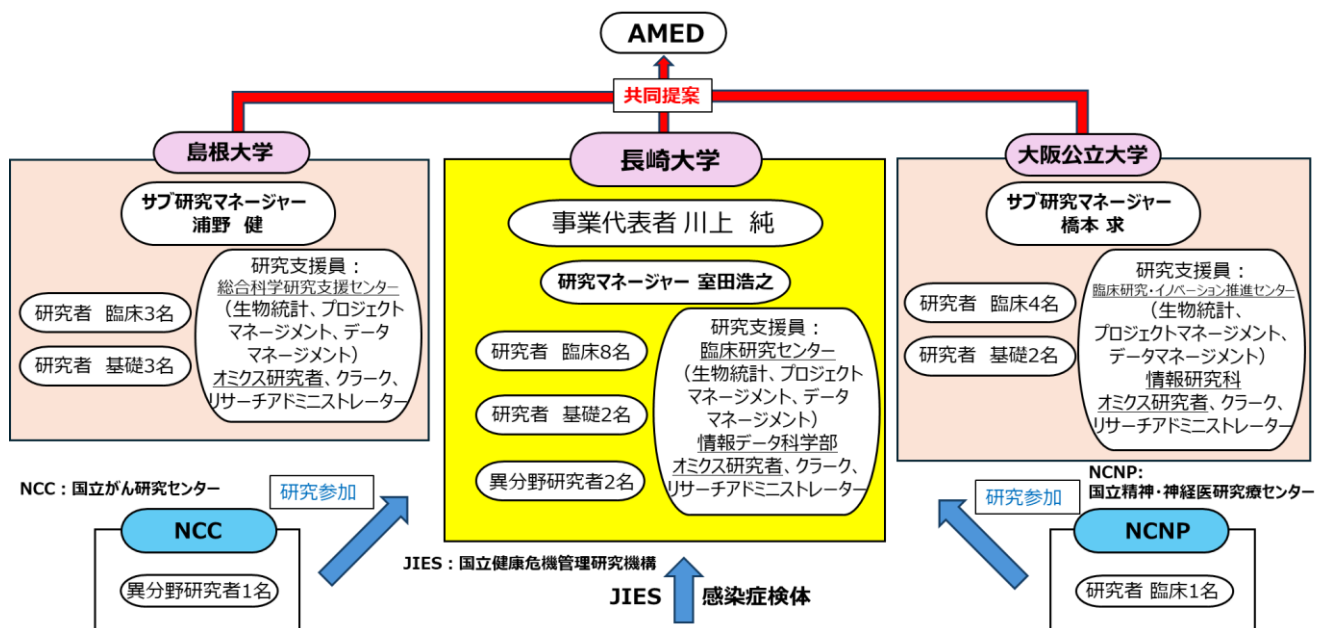 AMED
共同提案
島根大学
サブ研究マネージャー
浦野 健
研究者 臨床3名
研究者 基礎3名
研究支援員：
総合科学研究支援センター
（生物統計、プロジェクト
マネージメント、データ
マネージメント）
オミクス研究者、クラーク、
リサーチアドミニストレーター
長崎大学
事業代表者 川上 純
研究マネージャー 室田浩之
研究者 臨床8名
研究者 基礎2名
異分野研究者2名
研究支援員：
臨床研究センター
（生物統計、プロジェクト
マネージメント、データ
マネージメント）
情報データ科学部
オミクス研究者、クラーク、
リサーチアドミニストレーター
大阪公立大学
サブ研究マネージャー
橋本 求
研究者 臨床4名
研究者 基礎2名
研究支援員：
臨床研究・イノベーション推進センター
（生物統計、
プロジェクトマネージメント、
データマネージメント）
情報研究科
オミクス研究者、クラーク、
リサーチアドミニストレーター
NCC：国立がん研究センター
研究参加
NCC
異分野研究者1名
JIES：国立健康危機管理研究機構
JIES 感染症検体
NCNP：
国立精神・神経医研究療センター
研究参加
NCNP
研究者 臨床1名